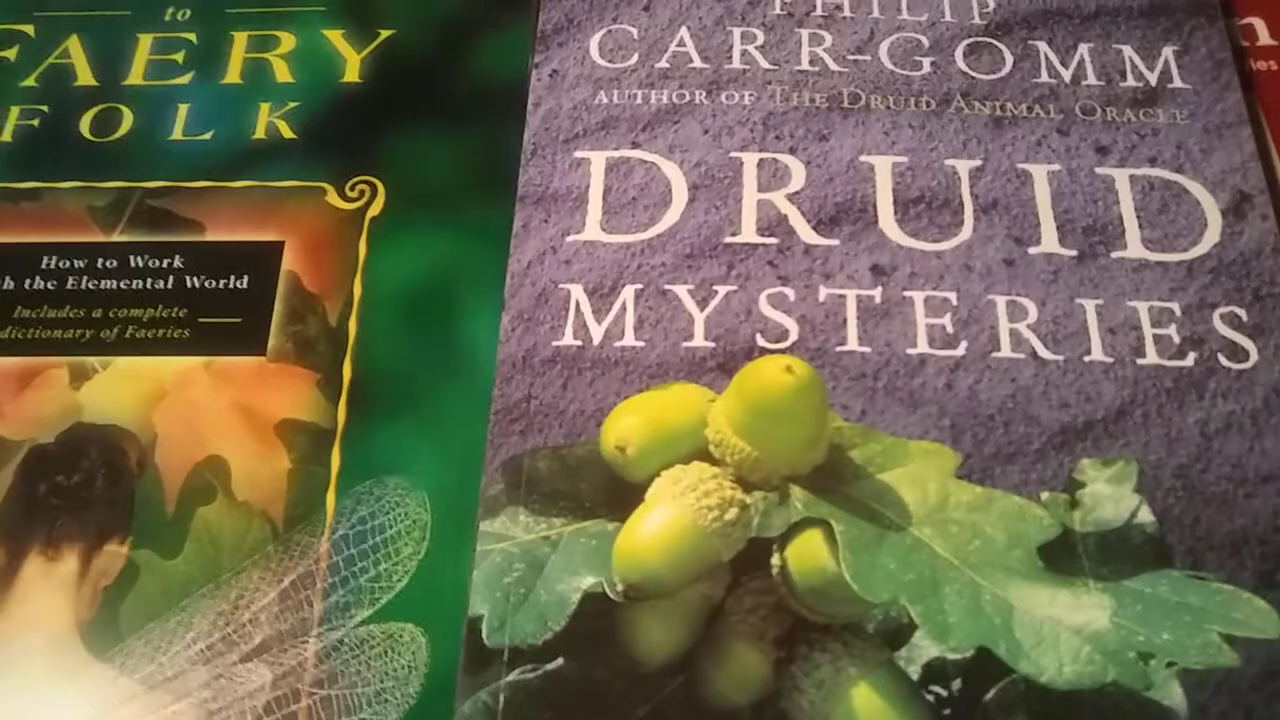 to
FAERY
FOLK
How to Work
the Elemental World
Includes a complete
dictionary of Faeries
PHILIP
CARR-GOMM
AUTHOR OF THE DRUID ANIMAL ORACLE
DRUID
MYSTERIES